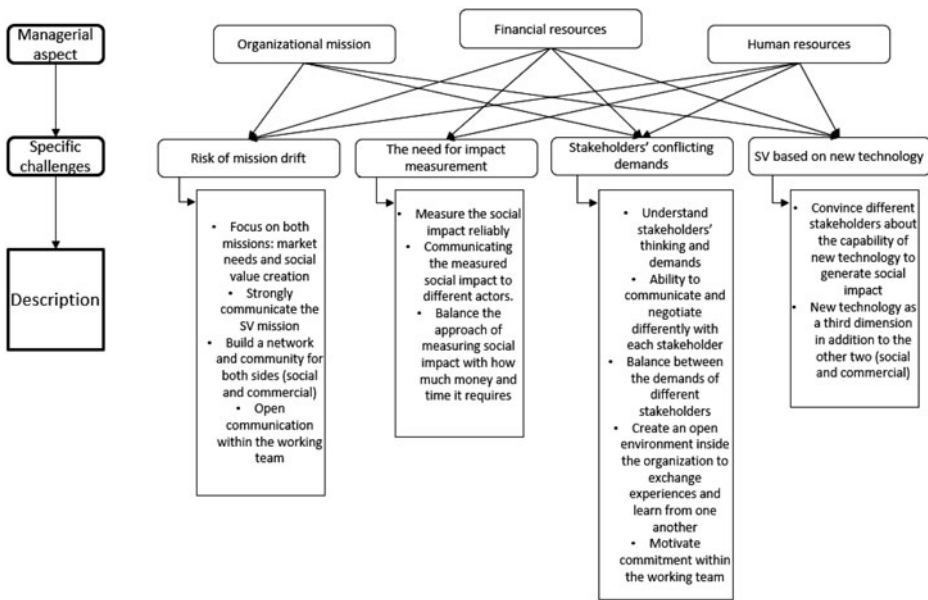 Managerial
aspect
Organizational mission
Financial resources
Human resources
Specific
challenges
Risk of mission drift
The need for impact
measurement
Stakeholders' conflicting
demands
SV based on new technology
Description
• Focus on both
missions: market
needs and social
value creation
• Strongly
communicate the
SV mission
• Build a network
and community for
both sides (social
and commercial)
• Open
communication
within the working
team
• Measure the social
impact reliably
• Communicating
the measured
social impact to
different actors.
• Balance the
approach of
measuring social
impact with how
much money and
time it requires
• Understand
stakeholders'
thinking and
demands
• Ability to
communicate and
negotiate
differently with
each stakeholder
• Balance between
the demands of
different
stakeholders
• Create an open
environment inside
the organization to
exchange
experiences and
learn from one
another
• Motivate
commitment within
the working team
• Convince different
stakeholders about
the capability of
new technology to
generate social
impact
• New technology as
a third dimension
in addition to the
other two (social
and commercial)